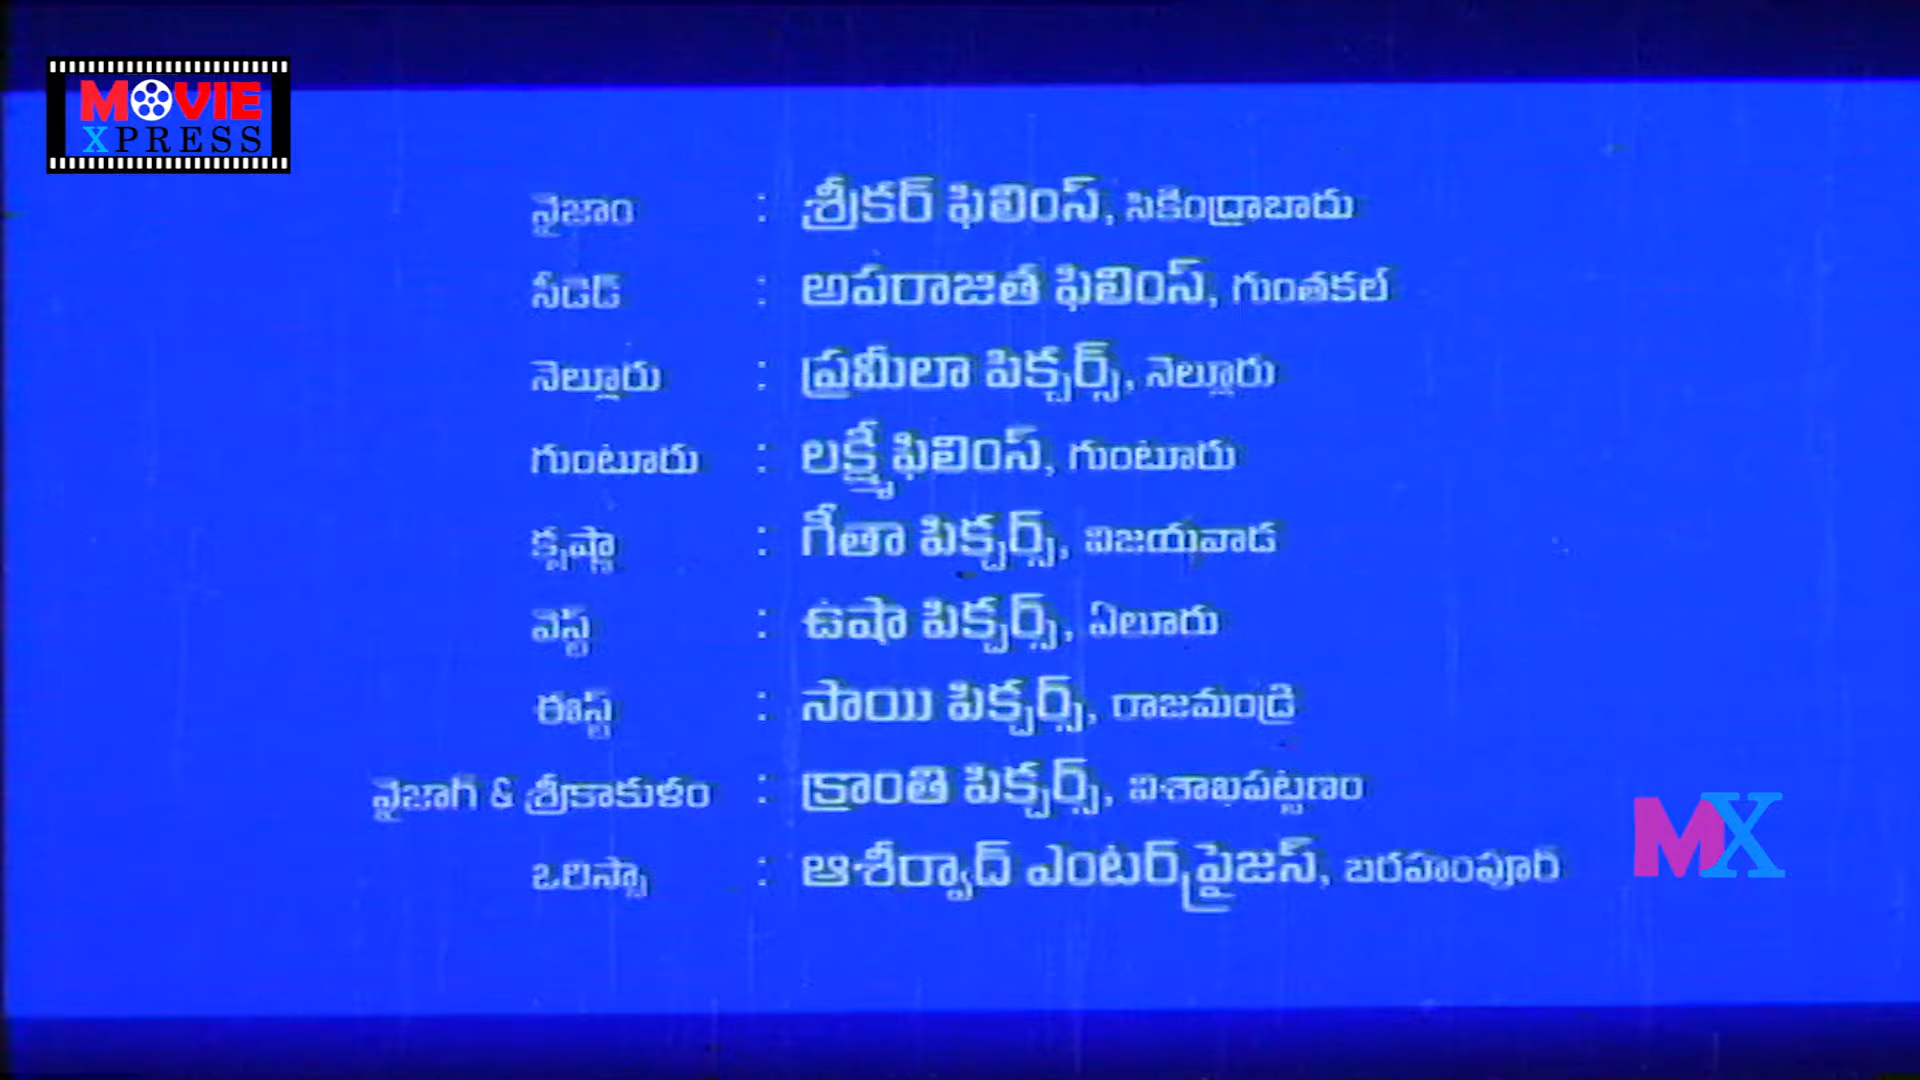 MOVIE
XPRESS
నైజాం : శ్రీకర్ ఫిలింస్, సికింద్రాబాదు
సీడెడ్ : అపరాజిత ఫిలింస్, గుంతకల్
నెల్లూరు : ప్రమీలా పిక్చర్స్, నెల్లూరు
గుంటూరు : లక్ష్మీ ఫిలింస్, గుంటూరు
కృష్ణా : గీతా పిక్చర్స్, విజయవాడ
వెస్ట్ : ఉషా పిక్చర్స్, ఏలూరు
ఈస్ట్ : సాయి పిక్చర్స్, రాజమండ్రి
వైజాగ్ & శ్రీకాకుళం : క్రాంతి పిక్చర్స్, విశాఖపట్టణం
ఒరిస్సా : ఆశీర్వాద్ ఎంటర్‌ప్రైజస్, బరహంపూర్
MX